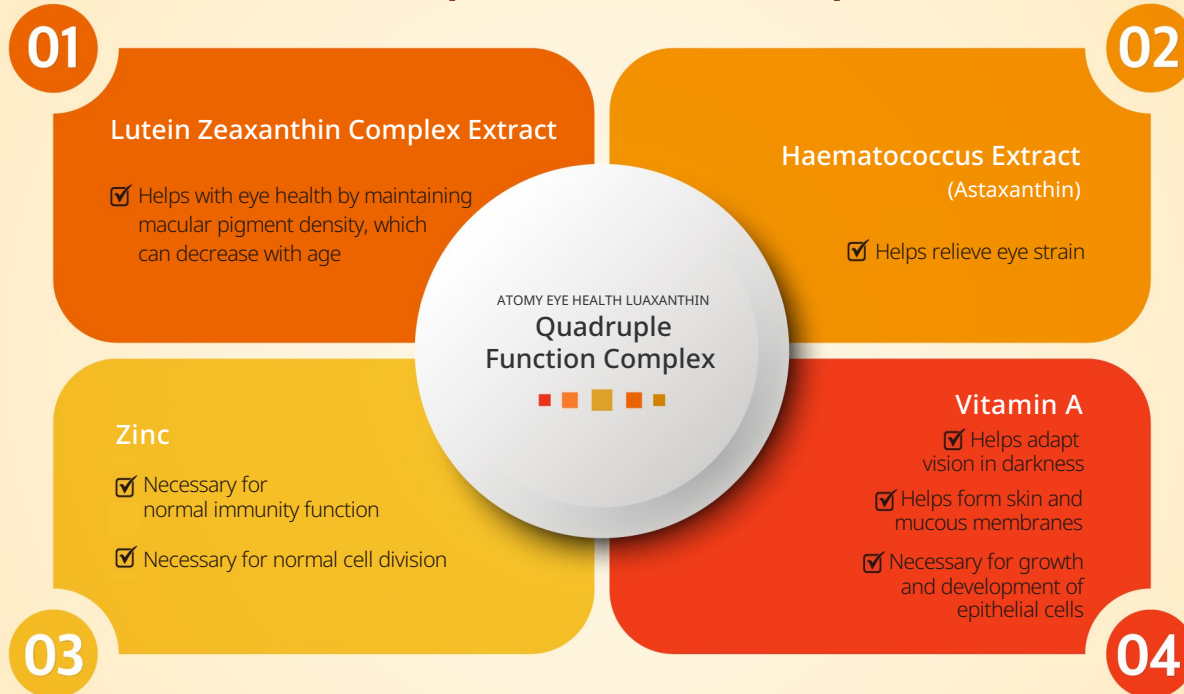 01
Lutein Zeaxanthin Complex Extract
Helps with eye health by maintaining
macular pigment density, which
can decrease with age
02
Haematococcus Extract
(Astaxanthin)
Helps relieve eye strain
ATOMY EYE HEALTH LUAXANTHIN
Quadruple
Function Complex
03
Zinc
Necessary for
normal immunity function
Necessary for normal cell division
04
Vitamin A
Helps adapt
vision in darkness
Helps form skin and
mucous membranes
Necessary for growth
and development of
epithelial cells